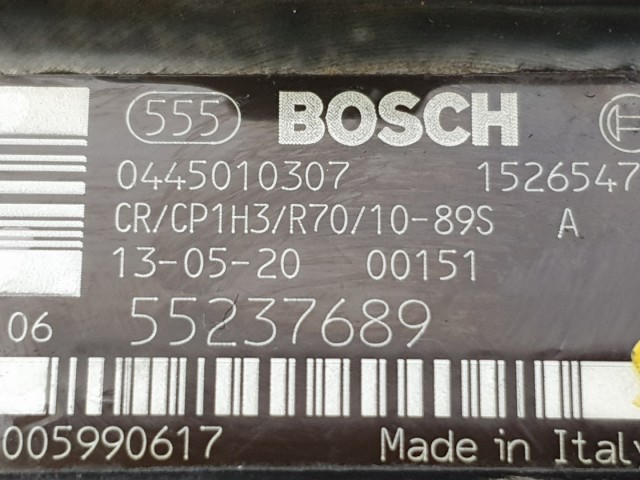 555 BOSCH
0445010307 1526547
CR/CP1H3/R70/10-89S A
13-05-20 00151
06 55237689
005990617 Made in Italy